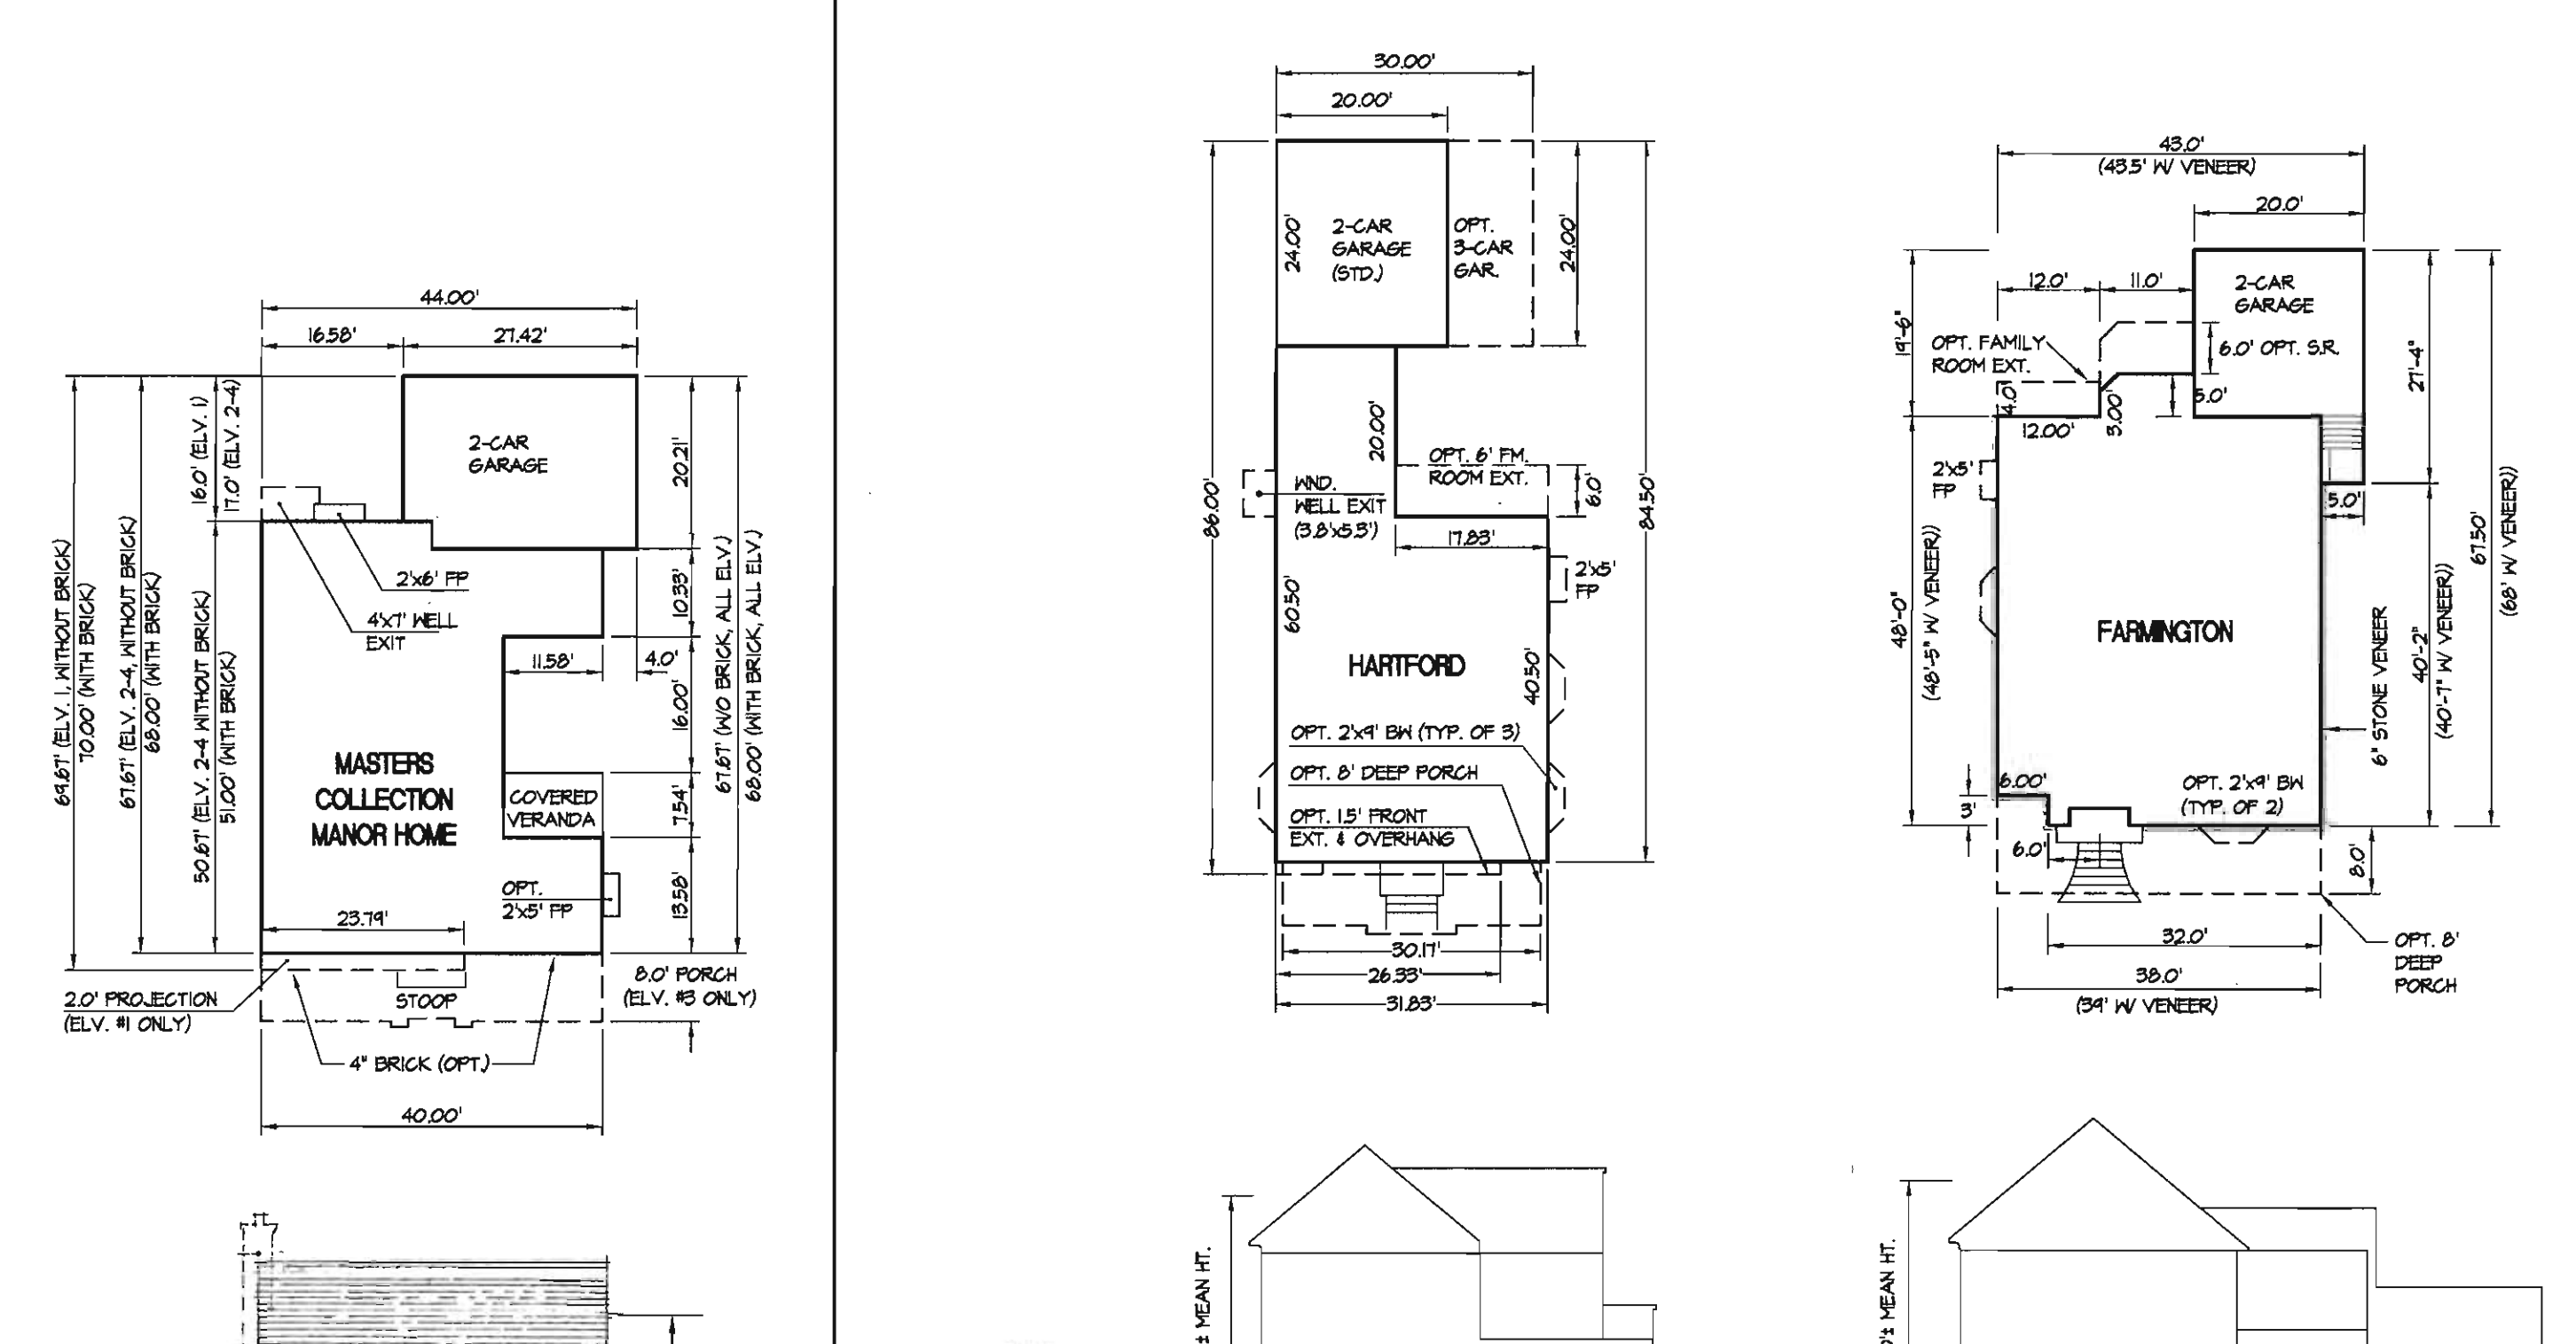 44.00'
16.58'
27.42'
2-CAR
GARAGE
16.0' (ELV. 1)
17.0' (ELV. 2-4)
20.21'
69.67' (ELV. 1, WITHOUT BRICK)
70.00' (WITH BRICK)
67.67' (ELV. 2-4, WITHOUT BRICK)
68.00' (WITH BRICK)
50.67' (ELV. 2-4 WITHOUT BRICK)
51.00' (WITH BRICK)
2'x6' FP
4'x7' WELL
EXIT
10.33'
11.58'
4.0'
16.00'
67.67' (W/O BRICK, ALL ELV.)
68.00' (WITH BRICK, ALL ELV.)
MASTERS
COLLECTION
MANOR HOME
COVERED
VERANDA
7.54'
OPT.
2'x5' FP
13.58'
23.79'
2.0' PROJECTION
(ELV. #1 ONLY)
STOOP
8.0' PORCH
(ELV. #3 ONLY)
4" BRICK (OPT.)
40.00'
30.00'
20.00'
24.00'
2-CAR
GARAGE
(STD.)
OPT.
3-CAR
GAR.
24.00'
20.00'
OPT. 6' FM.
ROOM EXT.
6.0'
WND.
WELL EXIT
(3.8'x5.3')
86.00'
84.50'
17.83'
2'x5'
FP
60.50'
HARTFORD
40.50'
OPT. 2'x9' BW (TYP. OF 3)
OPT. 8' DEEP PORCH
OPT. 1.5' FRONT
EXT. & OVERHANG
30.17'
26.33'
31.83'
MEAN HT.
43.0'
(43.5' W/ VENEER)
20.0'
12.0'
11.0'
2-CAR
GARAGE
19'-6"
OPT. FAMILY
ROOM EXT.
6.0' OPT. S.R.
27'-4"
4.0'
3.00'
5.0'
12.00'
2'x5'
FP
5.0'
48'-0"
(48'-5" W/ VENEER))
FARMINGTON
6" STONE VENEER
40'-2"
(40'-7" W/ VENEER))
67.50'
(68' W/ VENEER))
6.00'
3'
OPT. 2'x9' BW
(TYP. OF 2)
6.0'
8.0'
32.0'
38.0'
(39' W/ VENEER)
OPT. 8'
DEEP
PORCH
MEAN HT.